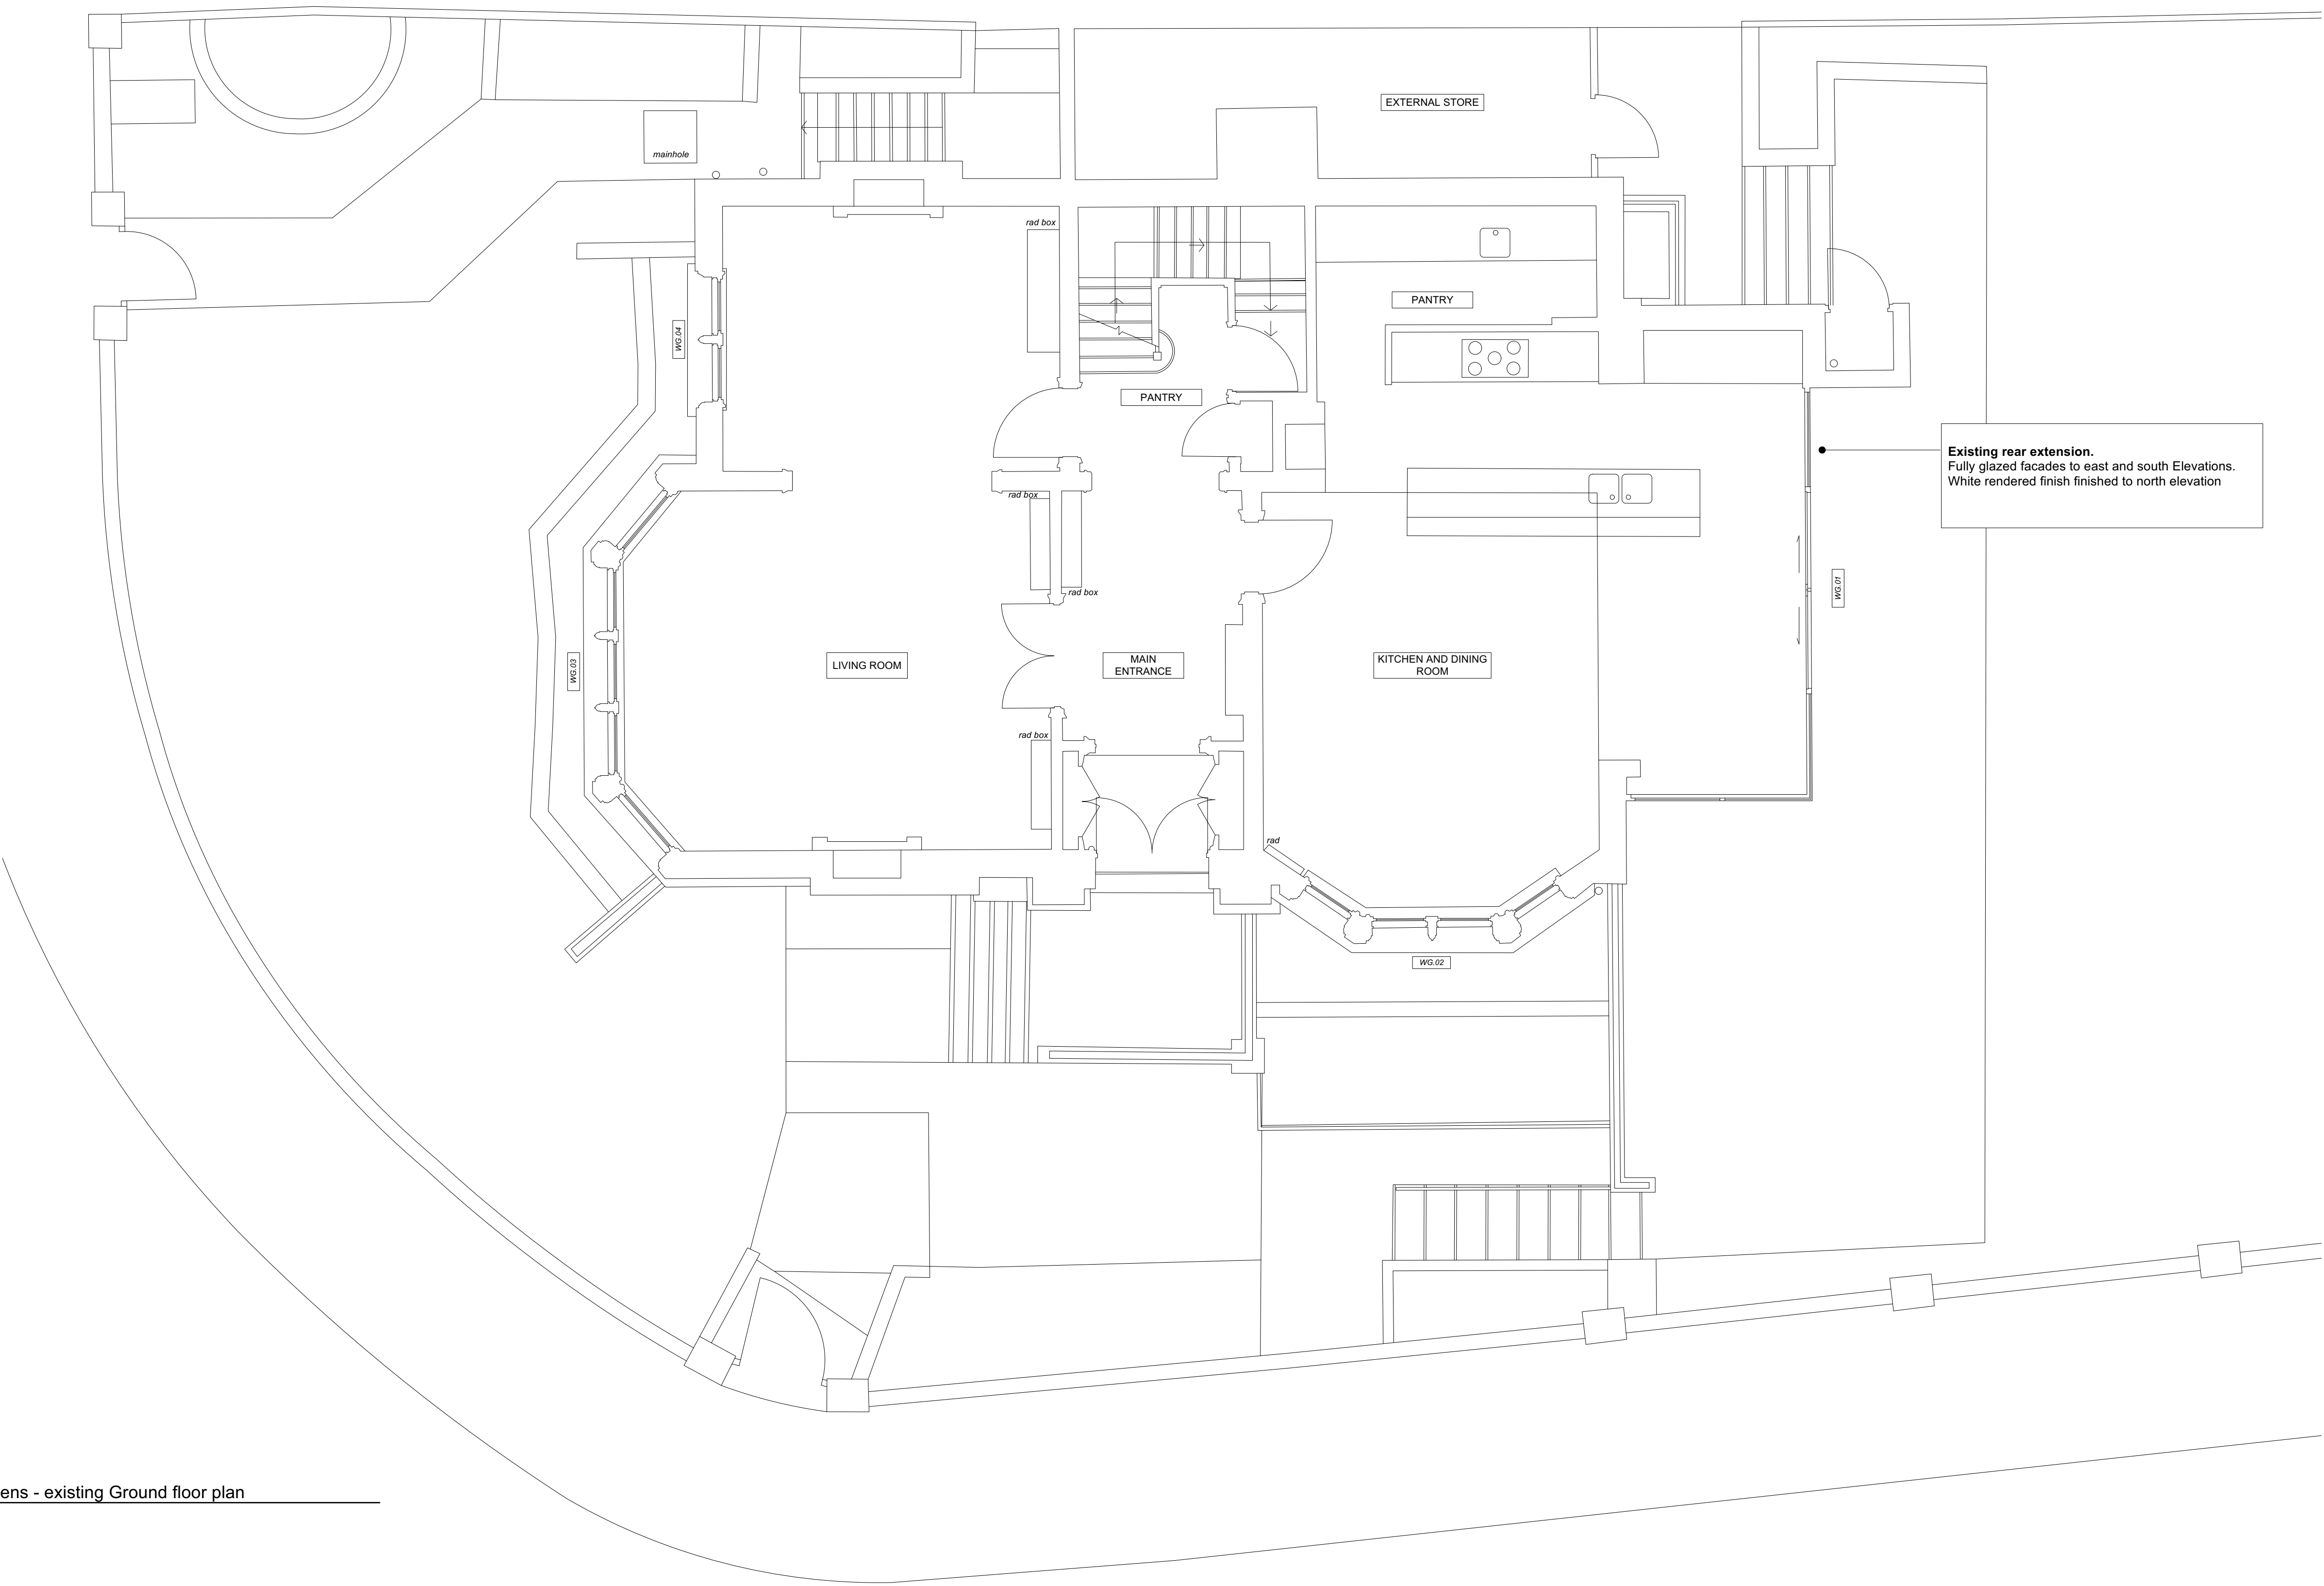 EXTERNAL STORE
mainhole
rad box
PANTRY
WG.04
PANTRY
Existing rear extension.
Fully glazed facades to east and south Elevations.
White rendered finish finished to north elevation
rad box
rad box
WG.01
WG.03
LIVING ROOM
MAIN
ENTRANCE
KITCHEN AND DINING
ROOM
rad box
rad
WG.02
ens - existing Ground floor plan